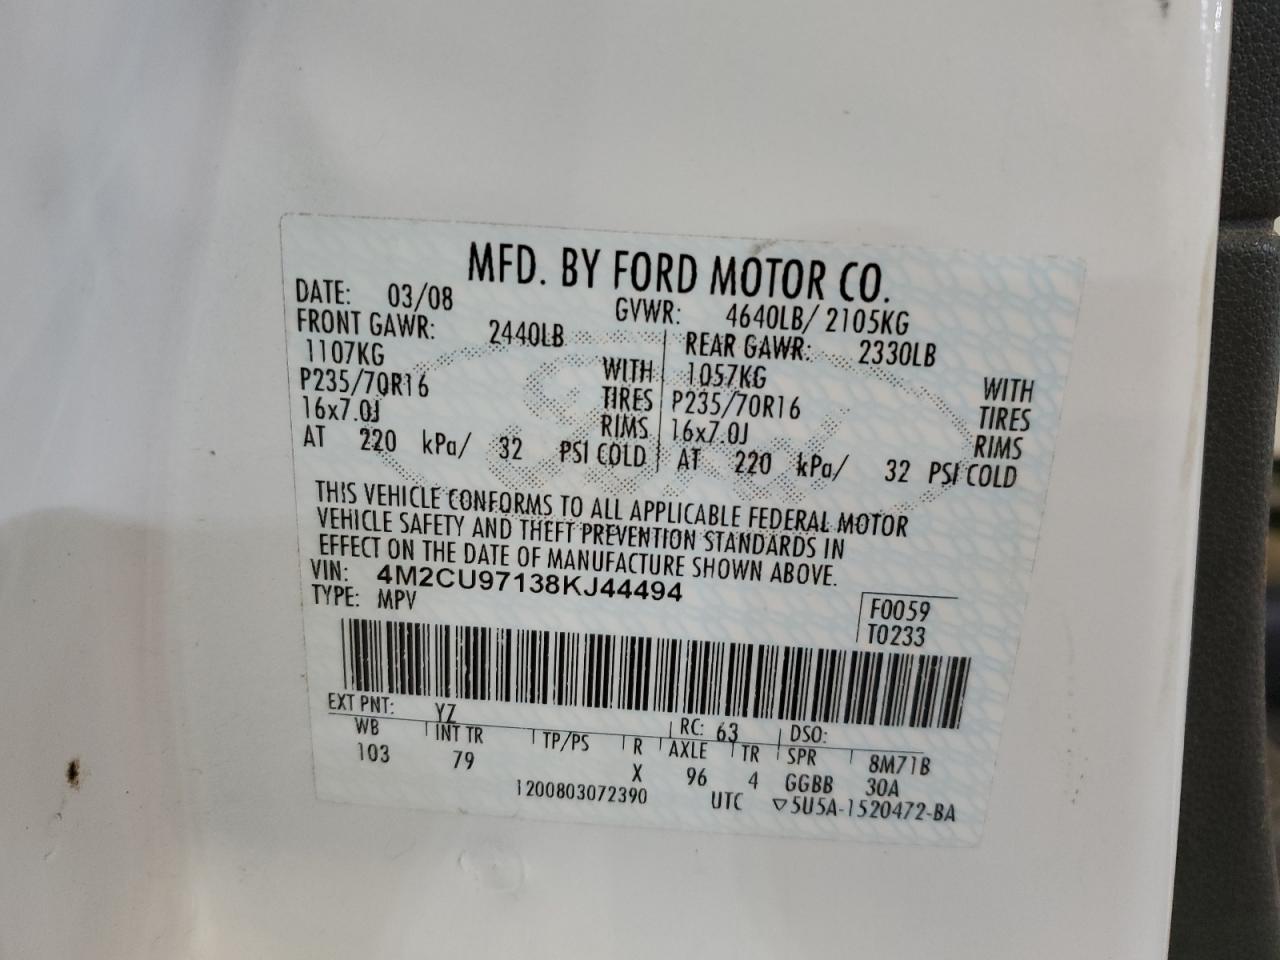 MFD. BY FORD MOTOR CO.
DATE: 03/08 GVWR: 4640LB/ 2105KG
FRONT GAWR: 2440LB REAR GAWR: 2330LB
1107KG WITH 1057KG WITH
P235/70R16 TIRES P235/70R16 TIRES
16x7.0J RIMS 16x7.0J RIMS
AT 220 kPa/ 32 PSI COLD AT 220 kPa/ 32 PSI COLD
THIS VEHICLE CONFORMS TO ALL APPLICABLE FEDERAL MOTOR
VEHICLE SAFETY AND THEFT PREVENTION STANDARDS IN
EFFECT ON THE DATE OF MANUFACTURE SHOWN ABOVE.
VIN: 4M2CU97138KJ44494
TYPE: MPV
F0059
T0233
EXT PNT: YZ RC: 63 DSO:
WB INT TR TP/PS R AXLE TR SPR 8M71B
103 79 X 96 4 GGBB 30A
1200803072390 UTC ▽5U5A-1520472-BA